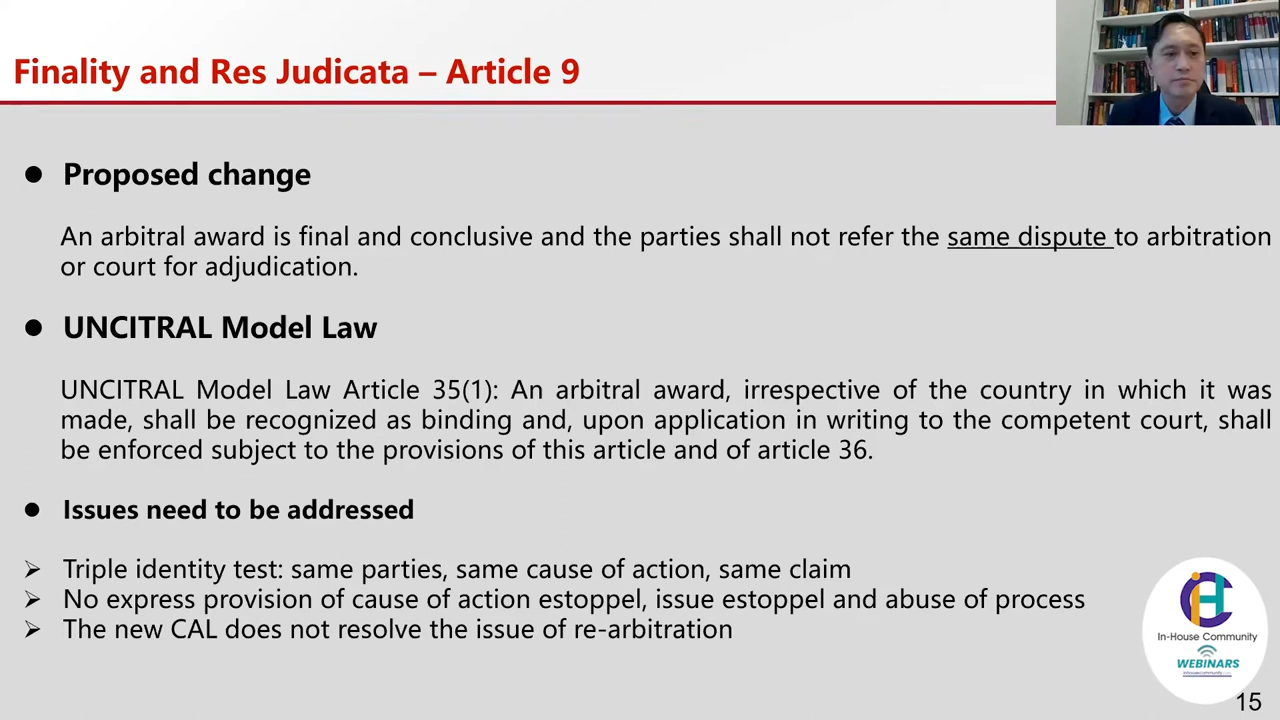 Finality and Res Judicata – Article 9
● Proposed change
An arbitral award is final and conclusive and the parties shall not refer the same dispute to arbitration
or court for adjudication.
● UNCITRAL Model Law
UNCITRAL Model Law Article 35(1): An arbitral award, irrespective of the country in which it was
made, shall be recognized as binding and, upon application in writing to the competent court, shall
be enforced subject to the provisions of this article and of article 36.
● Issues need to be addressed
➢ Triple identity test: same parties, same cause of action, same claim
➢ No express provision of cause of action estoppel, issue estoppel and abuse of process
➢ The new CAL does not resolve the issue of re-arbitration
In-House Community
WEBINARS
15